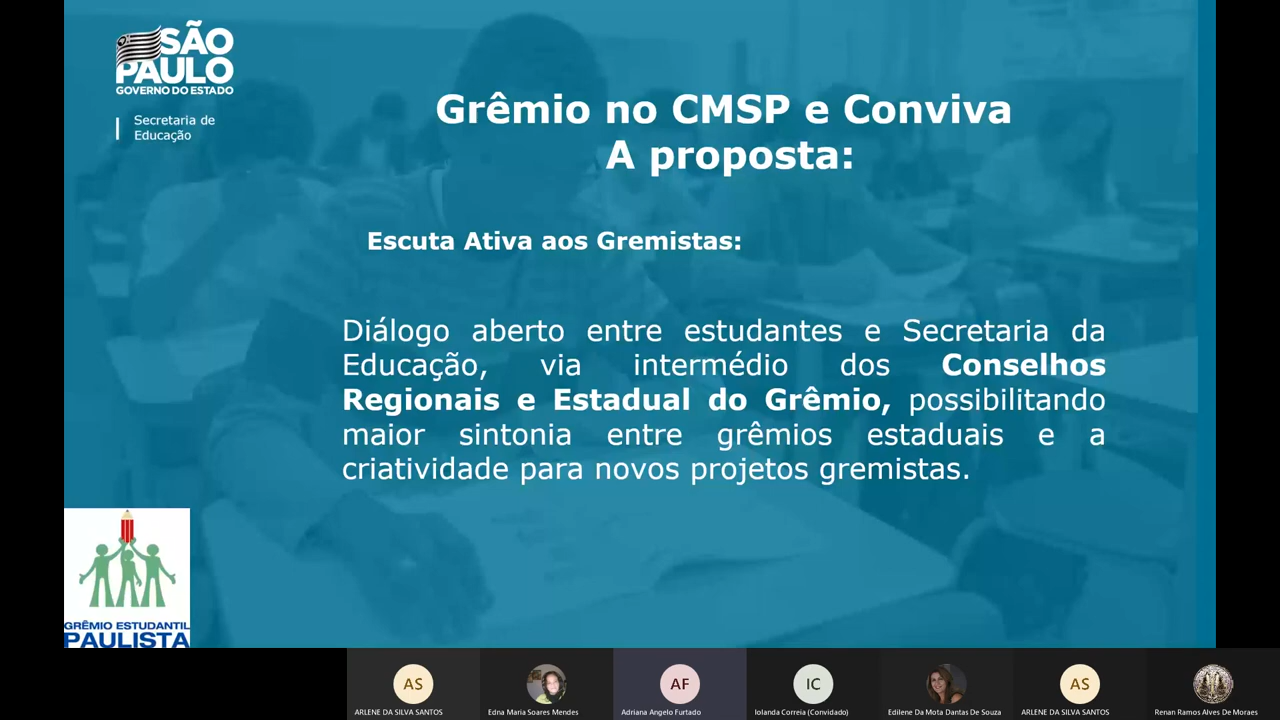 SÃO
PAULO
GOVERNO DO ESTADO
Secretaria de
Educação
Grêmio no CMSP e Conviva
A proposta:
Escuta Ativa aos Gremistas:
Diálogo aberto entre estudantes e Secretaria da
Educação, via intermédio dos Conselhos
Regionais e Estadual do Grêmio, possibilitando
maior sintonia entre grêmios estaduais e a
criatividade para novos projetos gremistas.
GRÊMIO ESTUDANTIL
PAULISTA
AS
AF
IC
AS
ARLENE DA SILVA SANTOS
Edna Maria Soares Mendes
Adriana Angelo Furtado
Iolanda Correia (Convidado)
Edilene Da Mota Dantas De Souza
ARLENE DA SILVA SANTOS
Renan Ramos Alves De Moraes